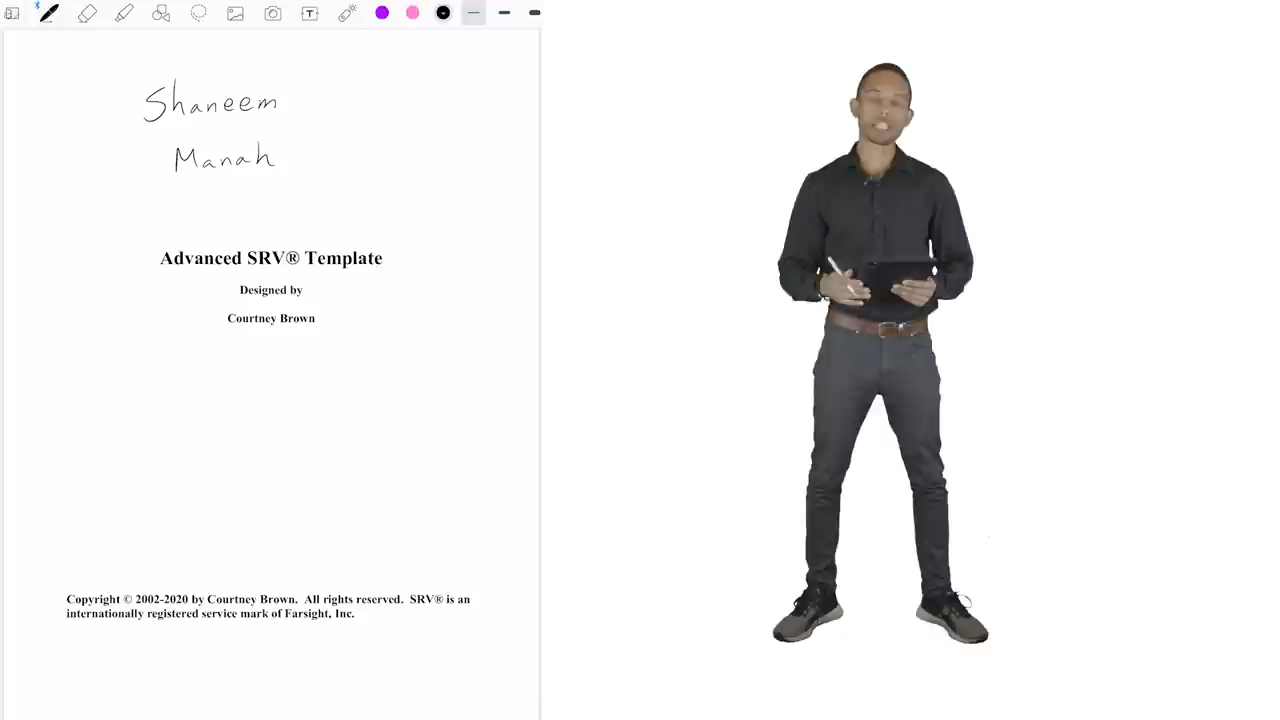 Shaneem
Manah
Advanced SRV® Template
Designed by
Courtney Brown
Copyright © 2002-2020 by Courtney Brown. All rights reserved. SRV® is an
internationally registered service mark of Farsight, Inc.